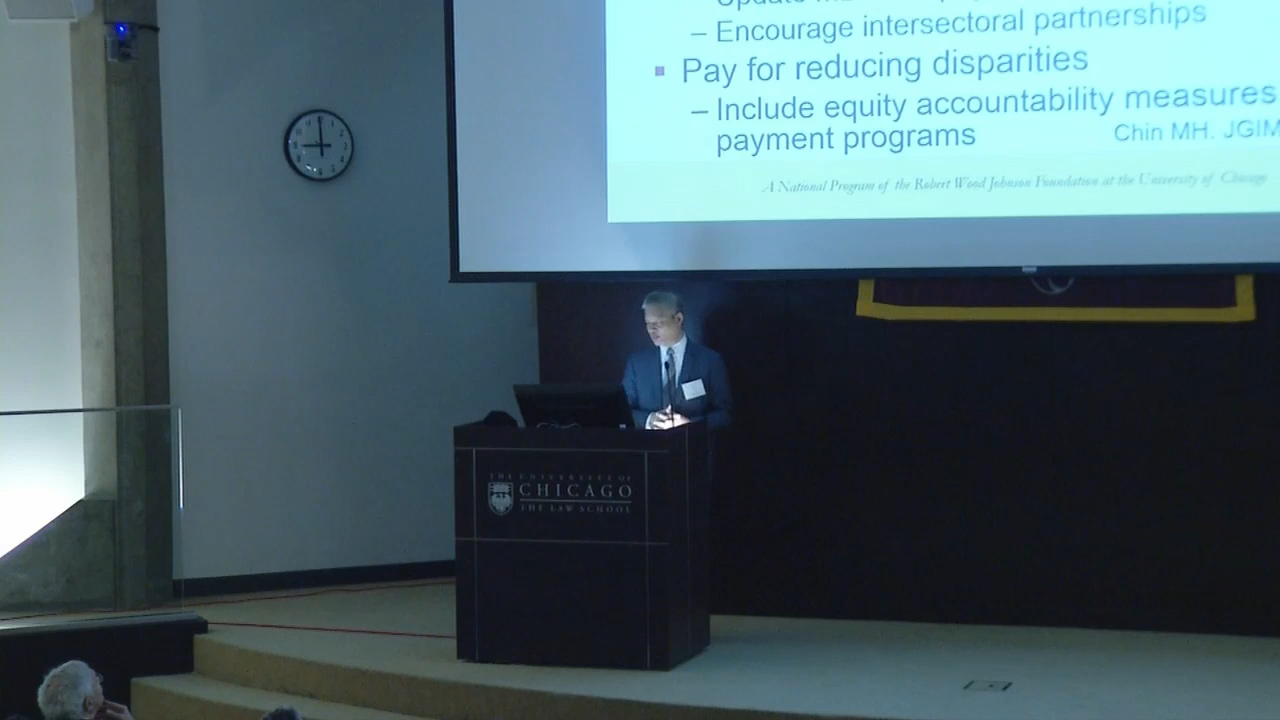 – Encourage intersectoral partnerships
Pay for reducing disparities
– Include equity accountability measures
payment programs
Chin MH. JGIM
A National Program of the Robert Wood Johnson Foundation at the University of Chicago
THE UNIVERSITY OF
CHICAGO
THE LAW SCHOOL